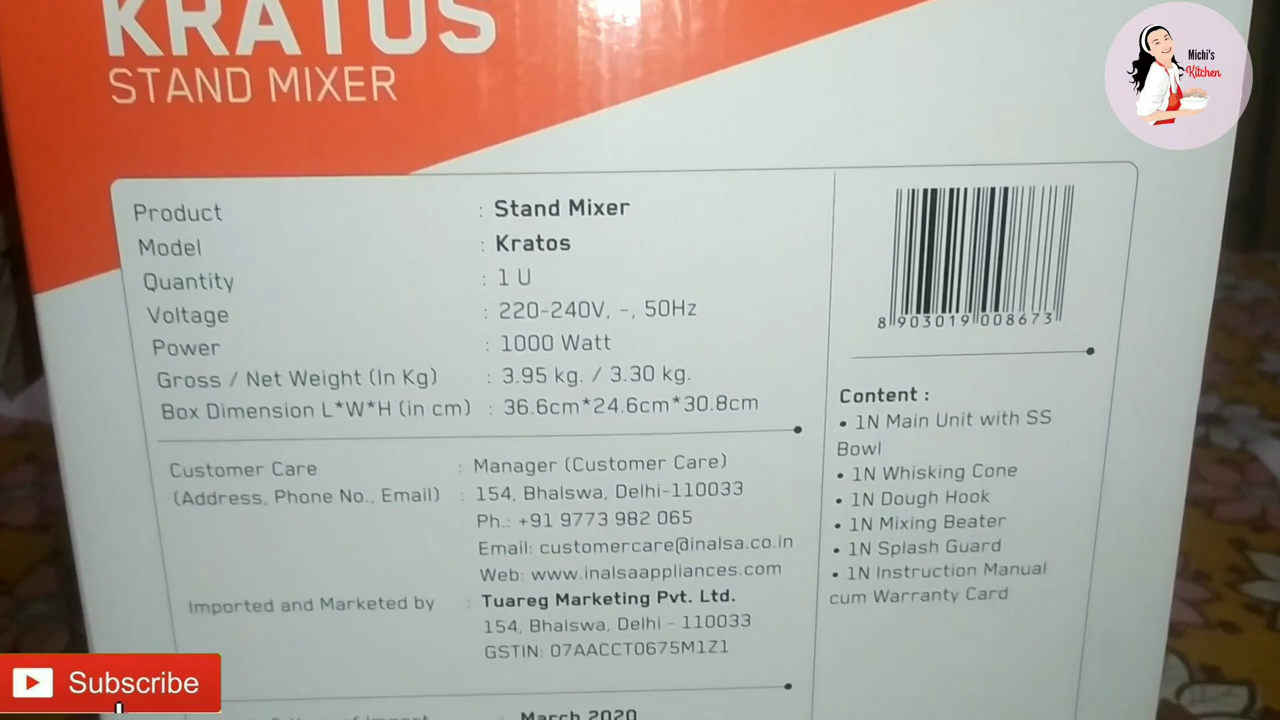 KRATOS
STAND MIXER
Michi's
Kitchen
Product : Stand Mixer
Model : Kratos
Quantity : 1 U
Voltage : 220-240V, ~, 50Hz
Power : 1000 Watt
Gross / Net Weight (In Kg) : 3.95 kg. / 3.30 kg.
Box Dimension L*W*H (in cm) : 36.6cm*24.6cm*30.8cm
Customer Care : Manager (Customer Care)
(Address, Phone No., Email) : 154, Bhalswa, Delhi-110033
Ph.: +91 9773 982 065
Email: customercare@inalsa.co.in
Web: www.inalsaappliances.com
Imported and Marketed by : Tuareg Marketing Pvt. Ltd.
154, Bhalswa, Delhi - 110033
GSTIN: 07AACCT0675M1Z1
: March 2020
8 903019 008673
Content :
• 1N Main Unit with SS
Bowl
• 1N Whisking Cone
• 1N Dough Hook
• 1N Mixing Beater
• 1N Splash Guard
• 1N Instruction Manual
cum Warranty Card
Subscribe